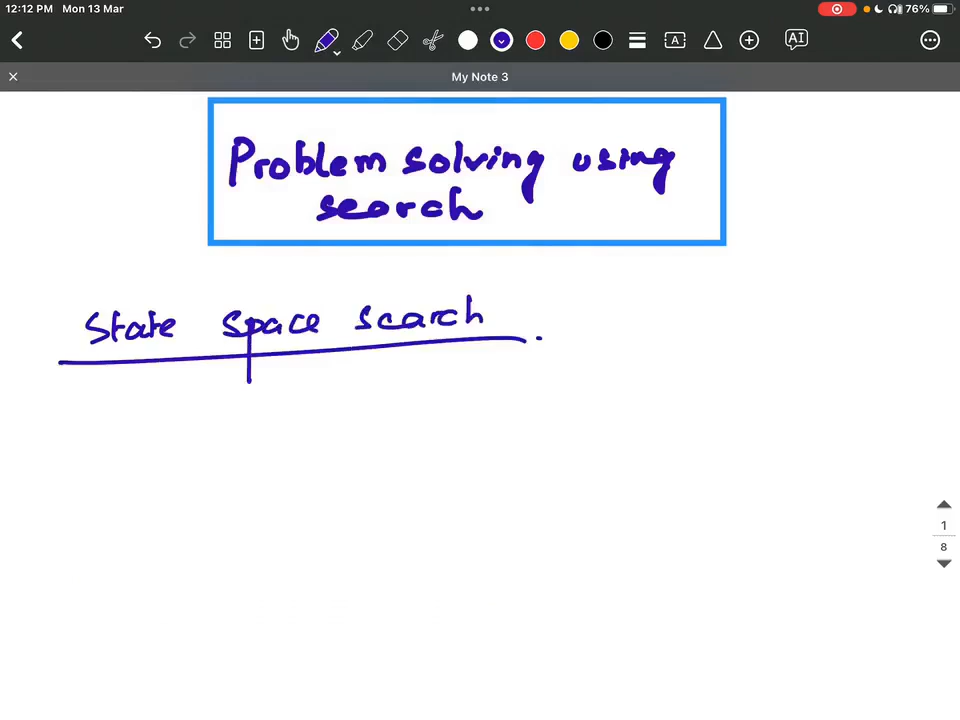 12:12 PM Mon 13 Mar
76%
A
AI
My Note 3
Problem solving using
search
State space search.
1
8